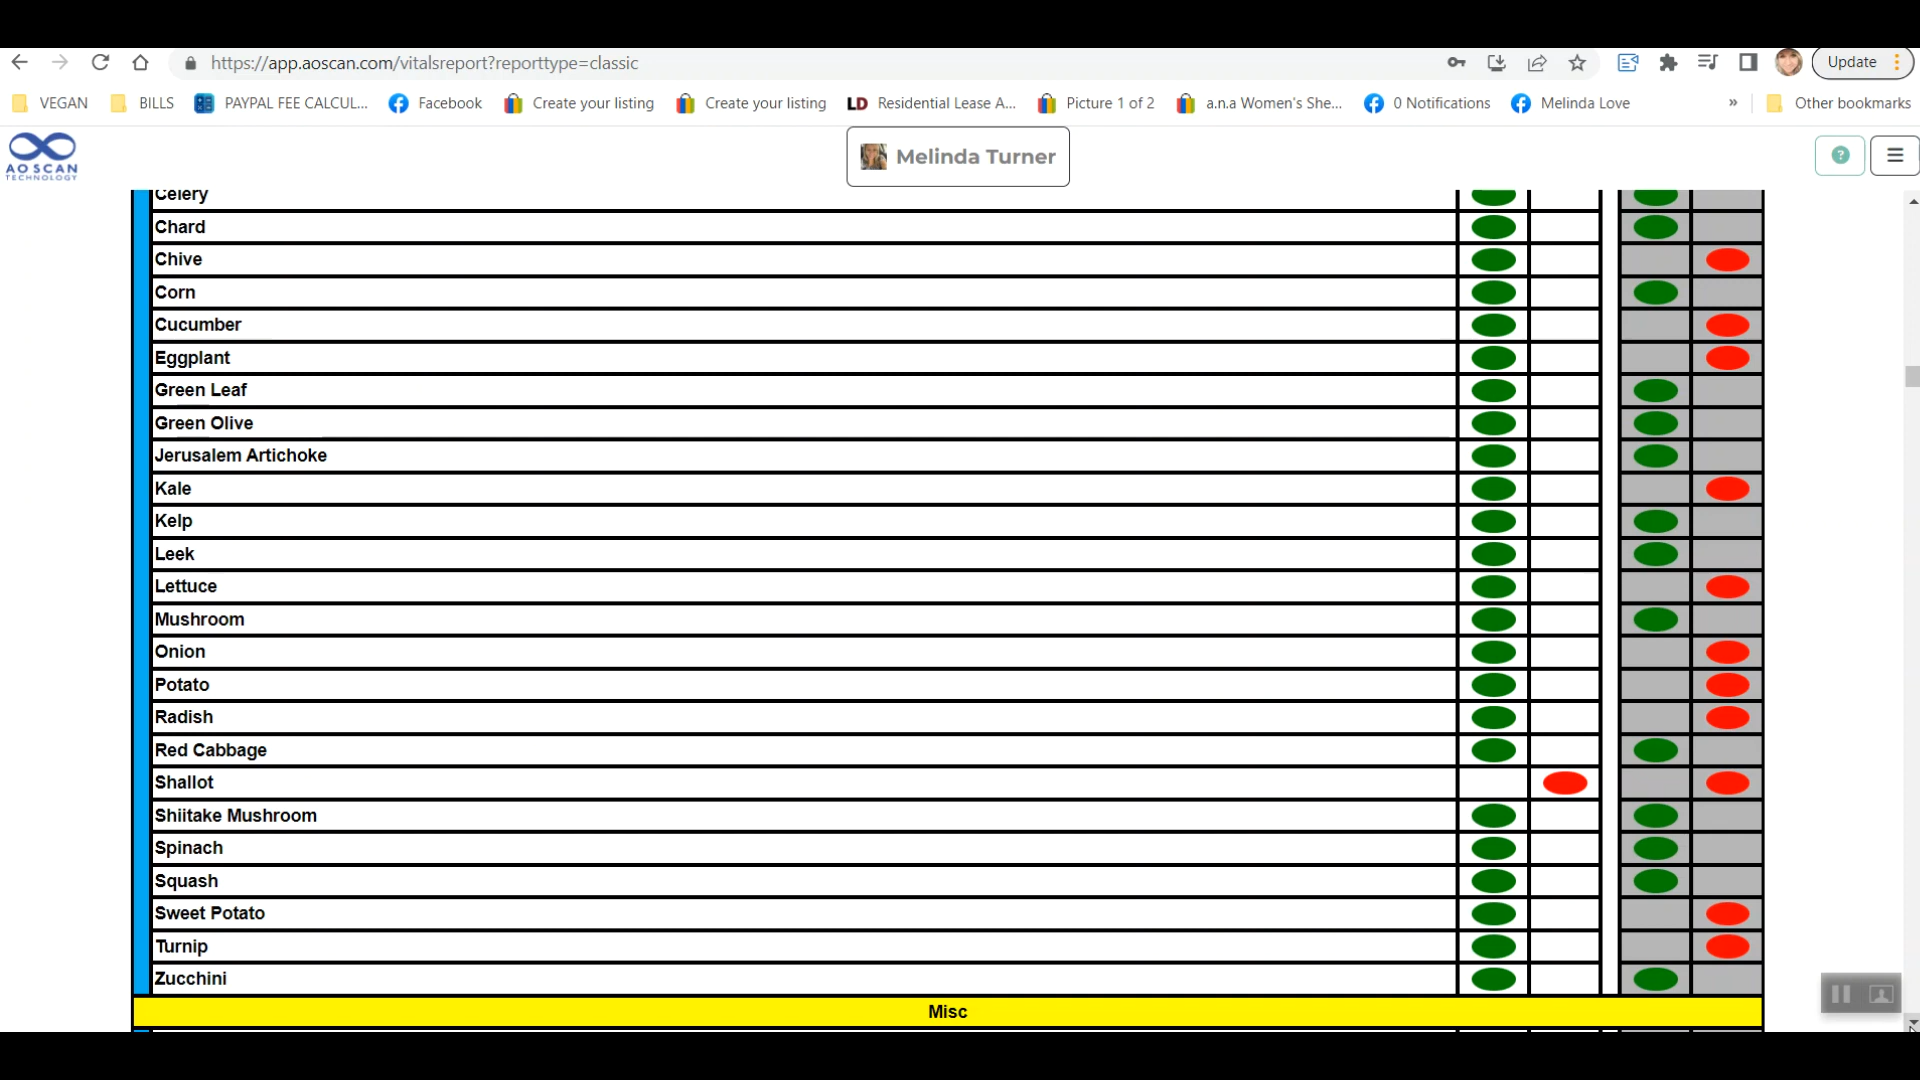 https://app.aoscan.com/vitalsreport?reporttype=classic
Update
VEGAN
BILLS
PAYPAL FEE CALCUL...
Facebook
Create your listing
Create your listing
LD Residential Lease A...
Picture 1 of 2
a.n.a Women's She...
0 Notifications
Melinda Love
»
Other bookmarks
AO SCAN
TECHNOLOGY
Melinda Turner
?
Celery
Chard
Chive
Corn
Cucumber
Eggplant
Green Leaf
Green Olive
Jerusalem Artichoke
Kale
Kelp
Leek
Lettuce
Mushroom
Onion
Potato
Radish
Red Cabbage
Shallot
Shiitake Mushroom
Spinach
Squash
Sweet Potato
Turnip
Zucchini
Misc